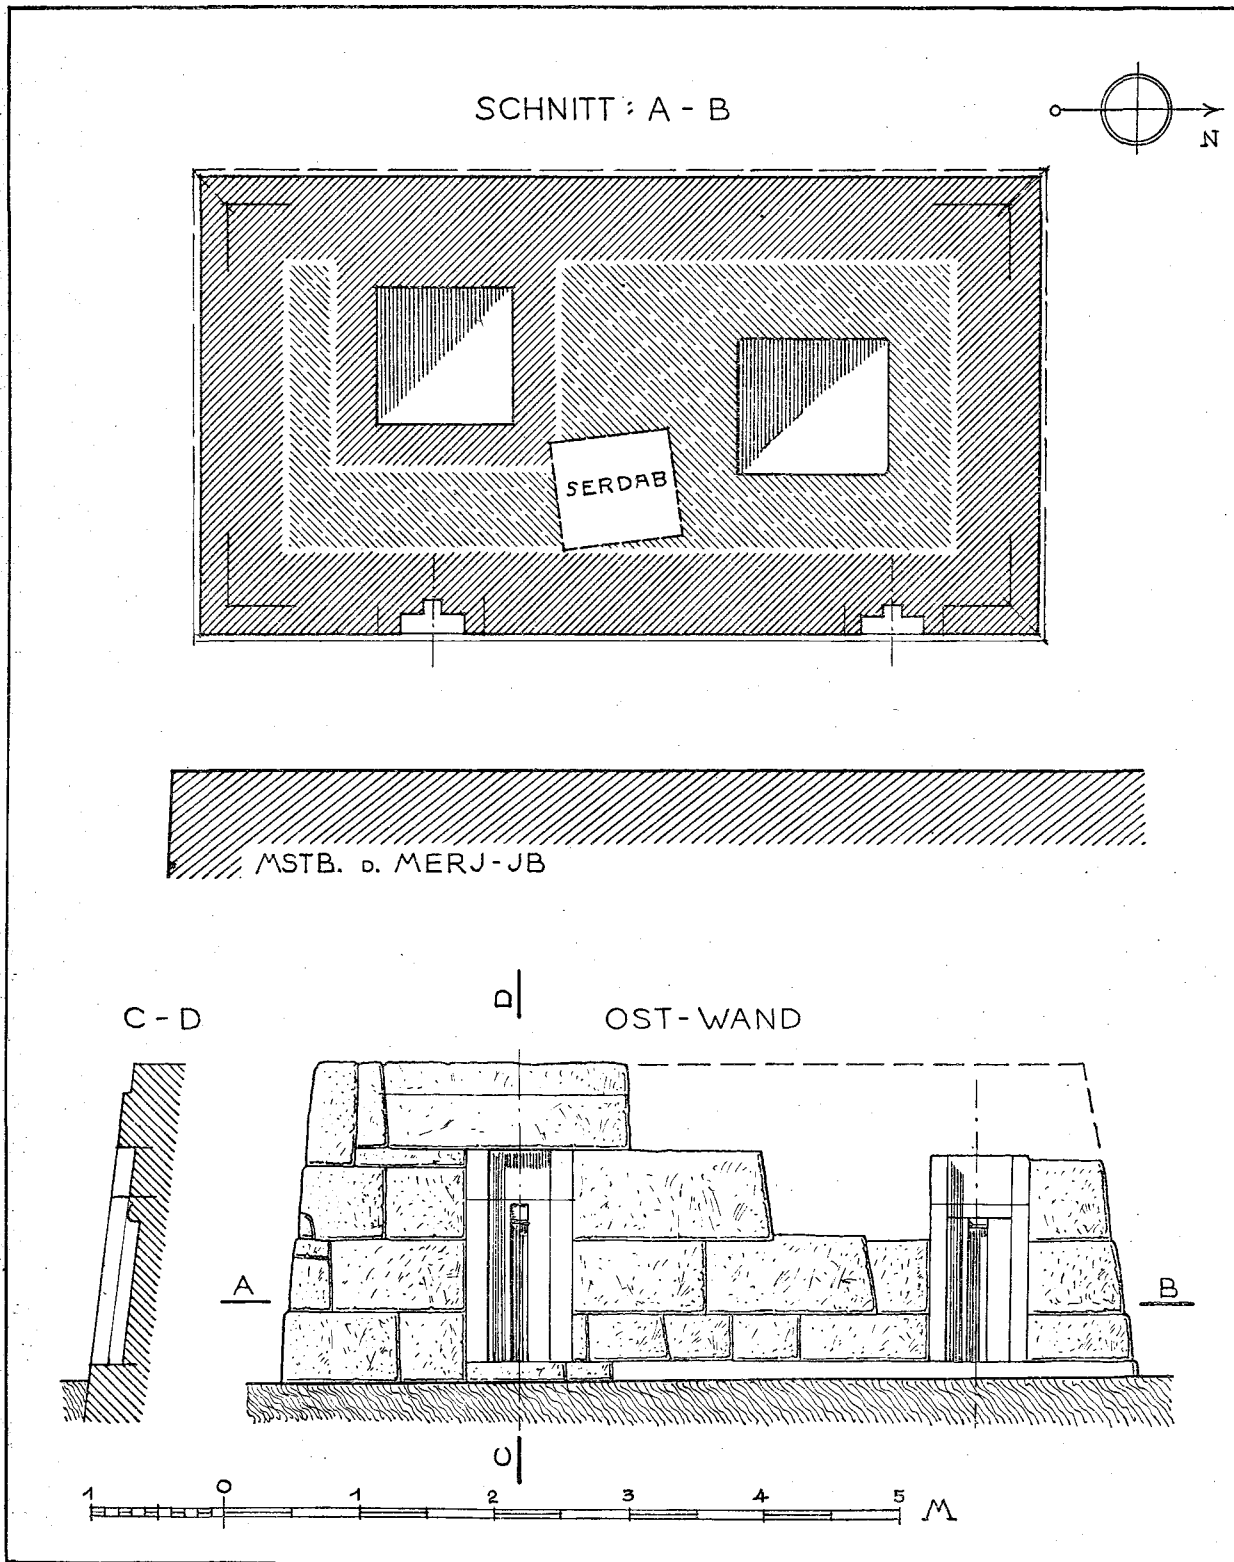 SCHNITT : A - B
N
SERDAB
MSTB. D. MERJ-JB
D
C - D
OST-WAND
A
B
C
1 0 1 2 3 4 5 M